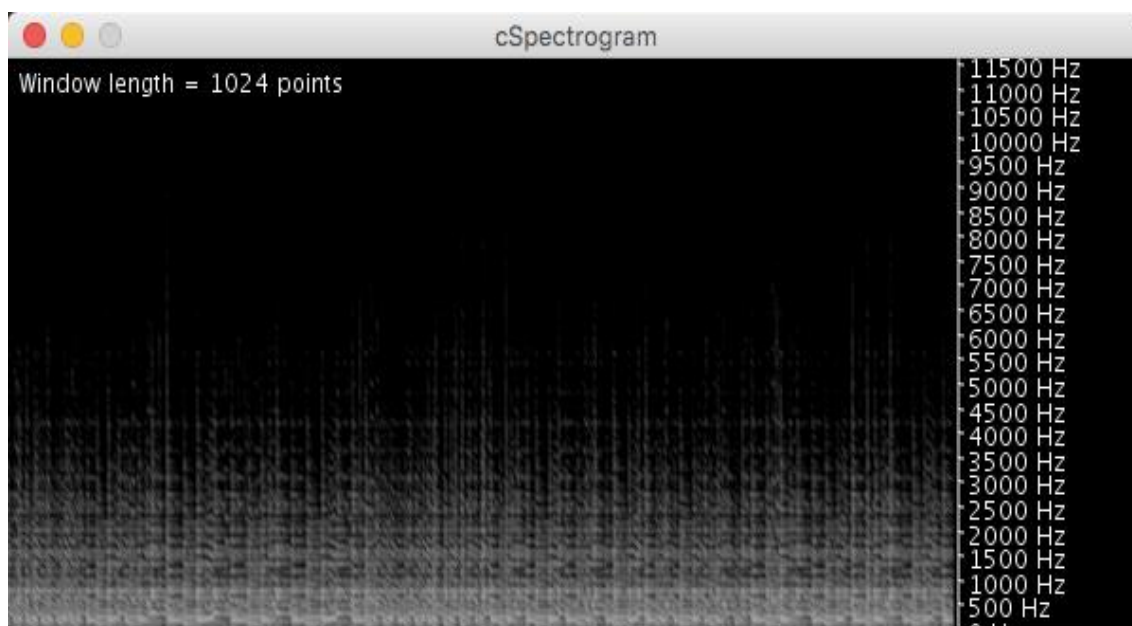 cSpectrogram
Window length = 1024 points
11500 Hz
11000 Hz
10500 Hz
10000 Hz
9500 Hz
9000 Hz
8500 Hz
8000 Hz
7500 Hz
7000 Hz
6500 Hz
6000 Hz
5500 Hz
5000 Hz
4500 Hz
4000 Hz
3500 Hz
3000 Hz
2500 Hz
2000 Hz
1500 Hz
1000 Hz
500 Hz